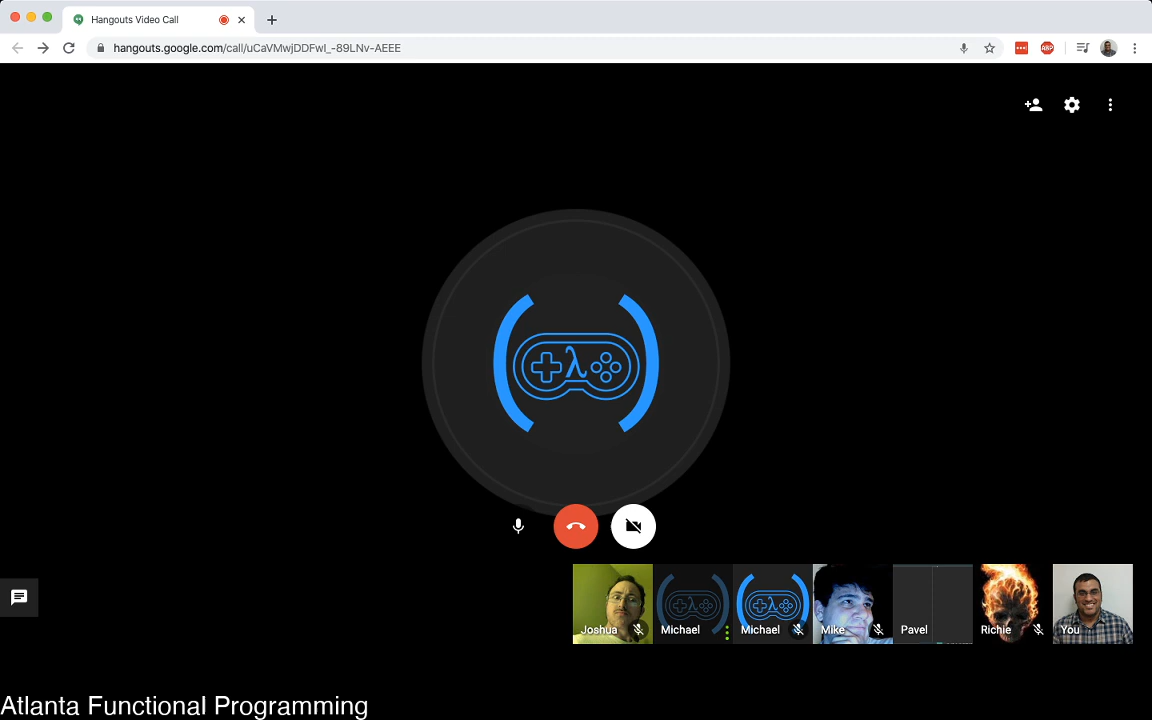 Hangouts Video Call
hangouts.google.com/call/uCaVMwjDDFwI_-89LNv-AEEE
ABP
λ
Joshua
Michael
Michael
Mike
Pavel
Richie
You
Atlanta Functional Programming